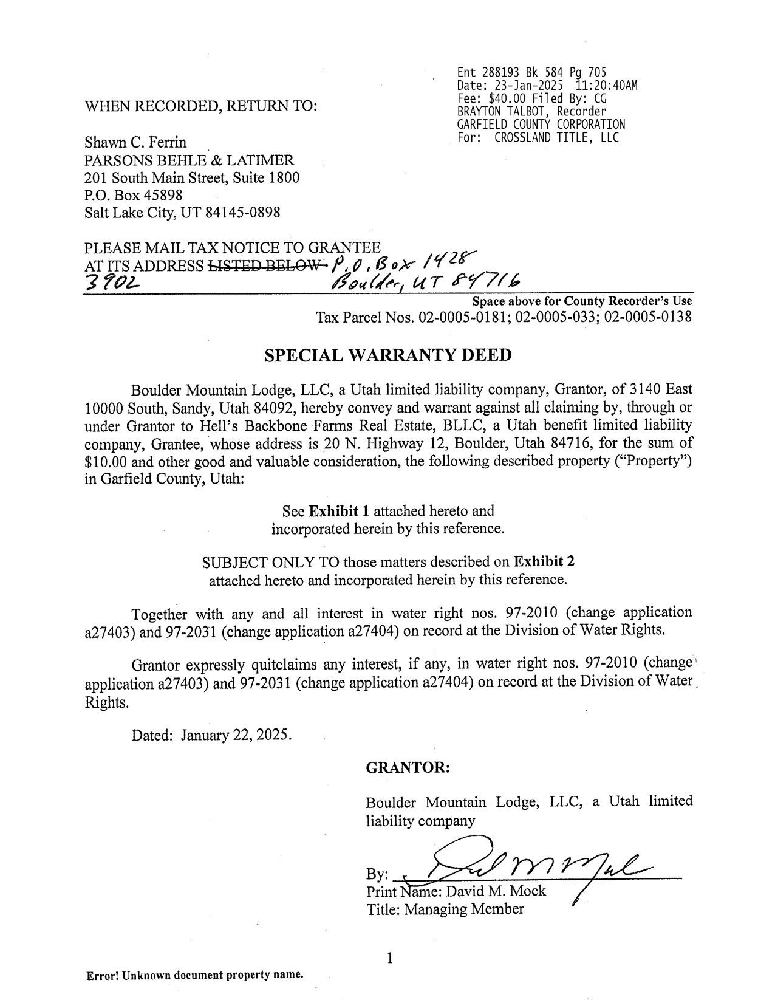 Ent 288193 Bk 584 Pg 705
Date: 23-Jan-2025 11:20:40AM
Fee: $40.00 Filed By: CG
BRAYTON TALBOT, Recorder
GARFIELD COUNTY CORPORATION
For: CROSSLAND TITLE, LLC
WHEN RECORDED, RETURN TO:
Shawn C. Ferrin
PARSONS BEHLE & LATIMER
201 South Main Street, Suite 1800
P.O. Box 45898
Salt Lake City, UT 84145-0898
PLEASE MAIL TAX NOTICE TO GRANTEE
AT ITS ADDRESS LISTED BELOW P.O. Box 1428
3902 Boulder, UT 84716
Space above for County Recorder's Use
Tax Parcel Nos. 02-0005-0181; 02-0005-033; 02-0005-0138
SPECIAL WARRANTY DEED
Boulder Mountain Lodge, LLC, a Utah limited liability company, Grantor, of 3140 East
10000 South, Sandy, Utah 84092, hereby convey and warrant against all claiming by, through or
under Grantor to Hell's Backbone Farms Real Estate, BLLC, a Utah benefit limited liability
company, Grantee, whose address is 20 N. Highway 12, Boulder, Utah 84716, for the sum of
$10.00 and other good and valuable consideration, the following described property (“Property”)
in Garfield County, Utah:
See Exhibit 1 attached hereto and
incorporated herein by this reference.
SUBJECT ONLY TO those matters described on Exhibit 2
attached hereto and incorporated herein by this reference.
Together with any and all interest in water right nos. 97-2010 (change application
a27403) and 97-2031 (change application a27404) on record at the Division of Water Rights.
Grantor expressly quitclaims any interest, if any, in water right nos. 97-2010 (change
application a27403) and 97-2031 (change application a27404) on record at the Division of Water
Rights.
Dated: January 22, 2025.
GRANTOR:
Boulder Mountain Lodge, LLC, a Utah limited
liability company
By: David M Mock
Print Name: David M. Mock
Title: Managing Member
1
Error! Unknown document property name.